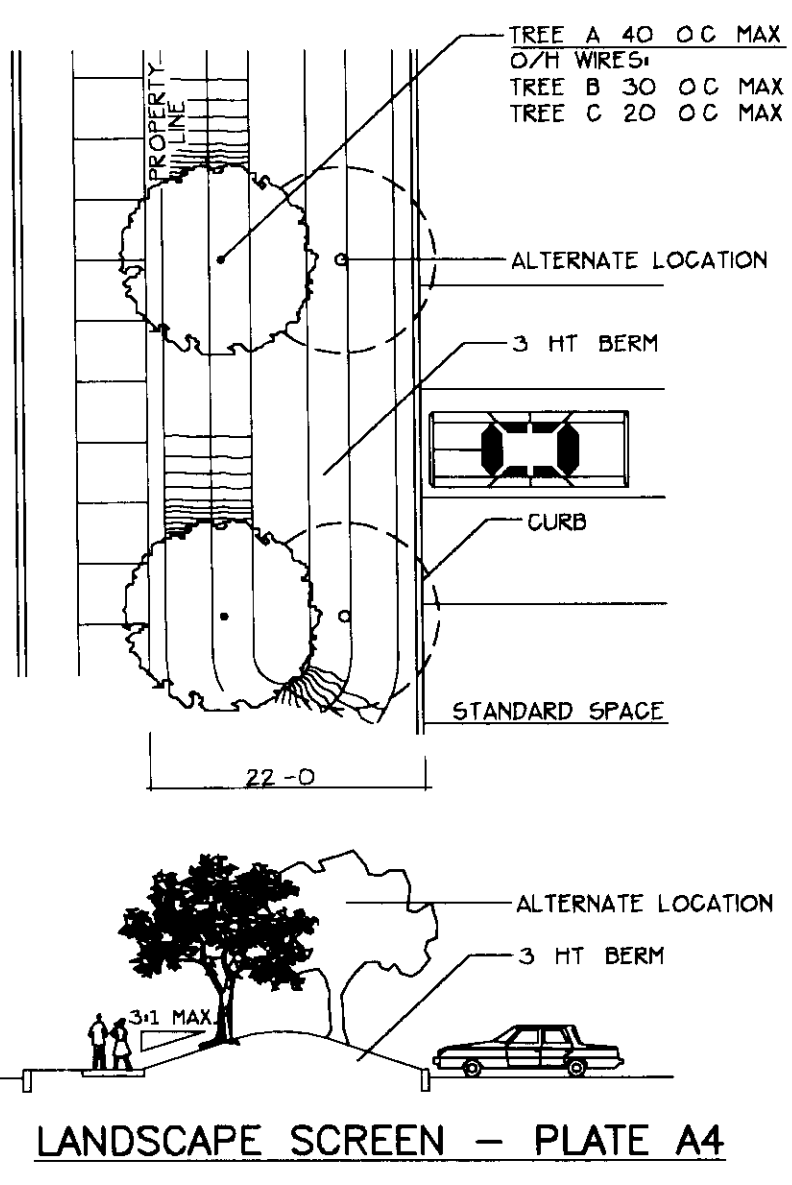 TREE A 40 OC MAX
O/H WIRES:
TREE B 30 OC MAX
TREE C 20 OC MAX
PROPERTY
LINE
ALTERNATE LOCATION
3 HT BERM
CURB
STANDARD SPACE
22-0
ALTERNATE LOCATION
3 HT BERM
3:1 MAX.
LANDSCAPE SCREEN - PLATE A4